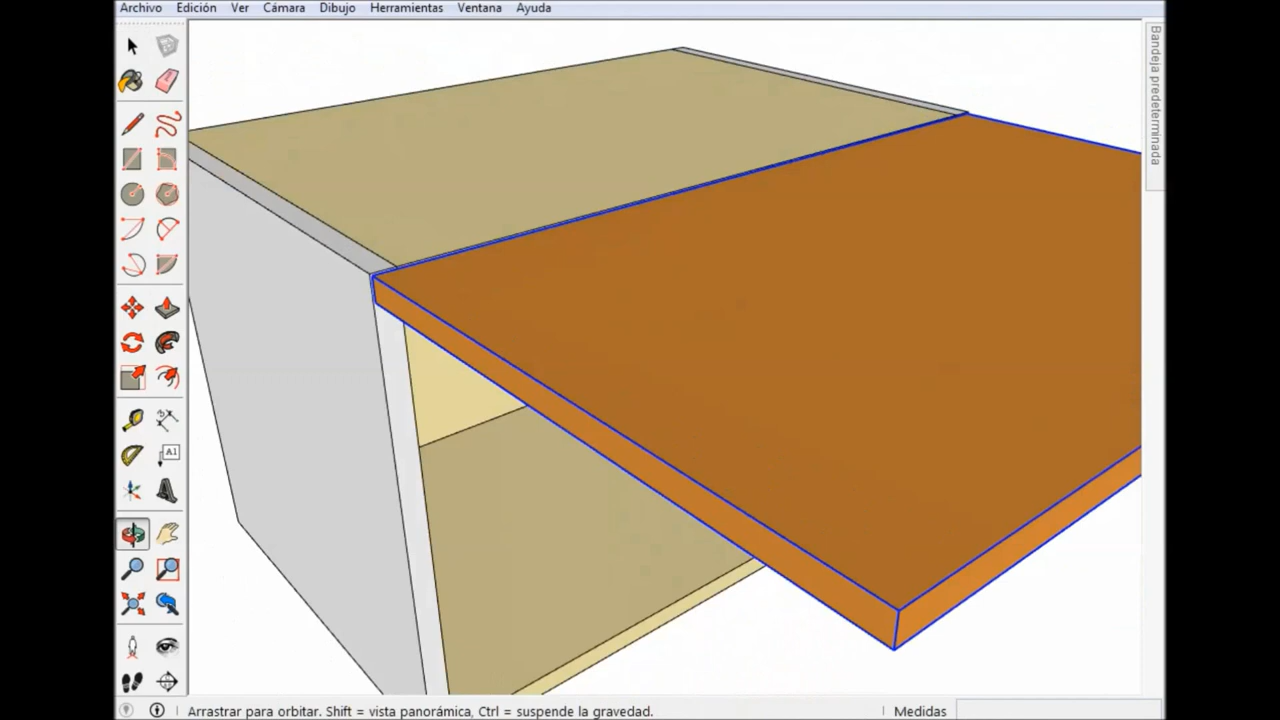 Archivo Edición Ver Cámara Dibujo Herramientas Ventana Ayuda
Bandeja predeterminada
A1
Arrastrar para orbitar. Shift = vista panorámica, Ctrl = suspende la gravedad.
Medidas